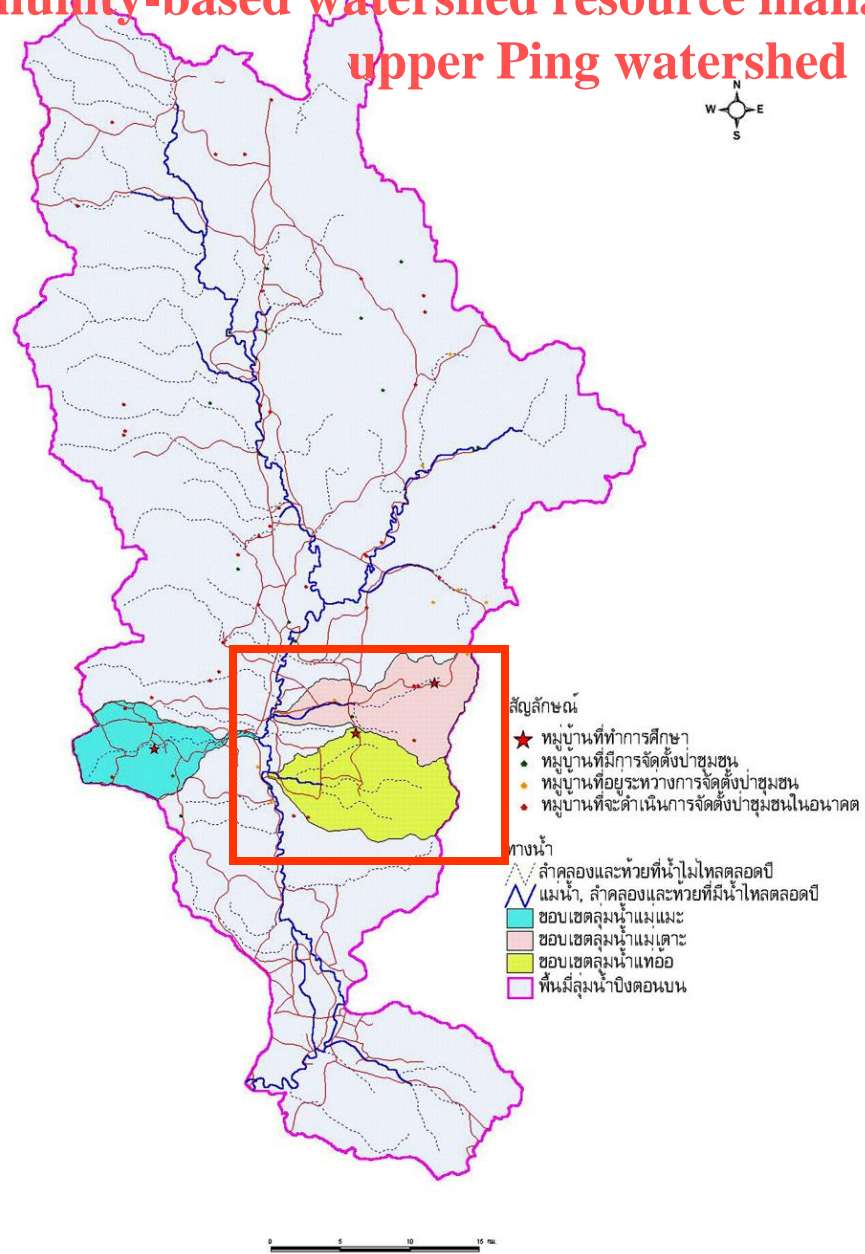 munity-based watershed resource mana
upper Ping watershed
N
W E
S
สัญลักษณ์
หมู่บ้านที่ทำการศึกษา
หมู่บ้านที่มีการจัดตั้งป่าชุมชน
หมู่บ้านที่อยู่ระหว่างการจัดตั้งป่าชุมชน
หมู่บ้านที่จะดำเนินการจัดตั้งป่าชุมชนในอนาคต
ทางน้ำ
ลำคลองและห้วยที่น้ำไม่ไหลตลอดปี
แม่น้ำ, ลำคลองและห้วยที่มีน้ำไหลตลอดปี
ขอบเขตลุ่มน้ำแม่แมะ
ขอบเขตลุ่มน้ำแม่เตาะ
ขอบเขตลุ่มน้ำแท่อ้อ
พื้นมี่ลุ่มน้ำปิงตอนบน
0 5 10 15 กม.